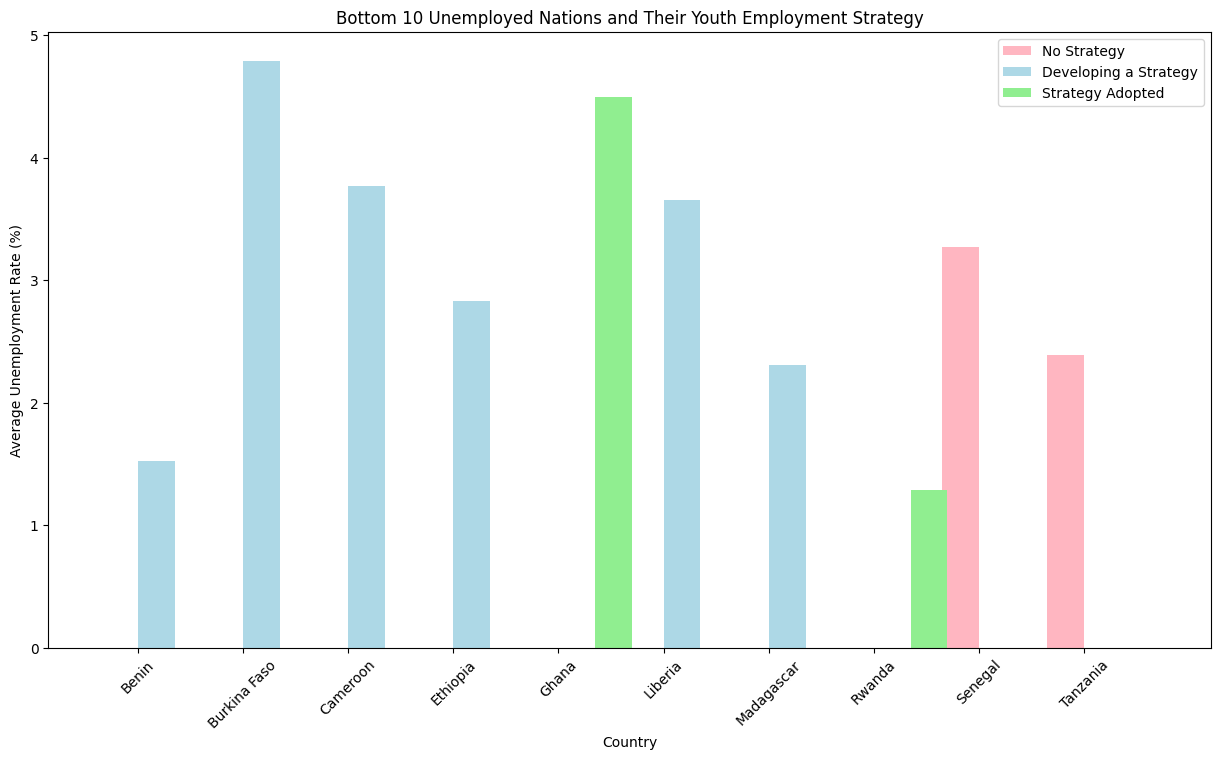 Bottom 10 Unemployed Nations and Their Youth Employment Strategy
No Strategy
Developing a Strategy
Strategy Adopted
Average Unemployment Rate (%)
5
4
3
2
1
0
Benin
Burkina Faso
Cameroon
Ethiopia
Ghana
Liberia
Madagascar
Rwanda
Senegal
Tanzania
Country